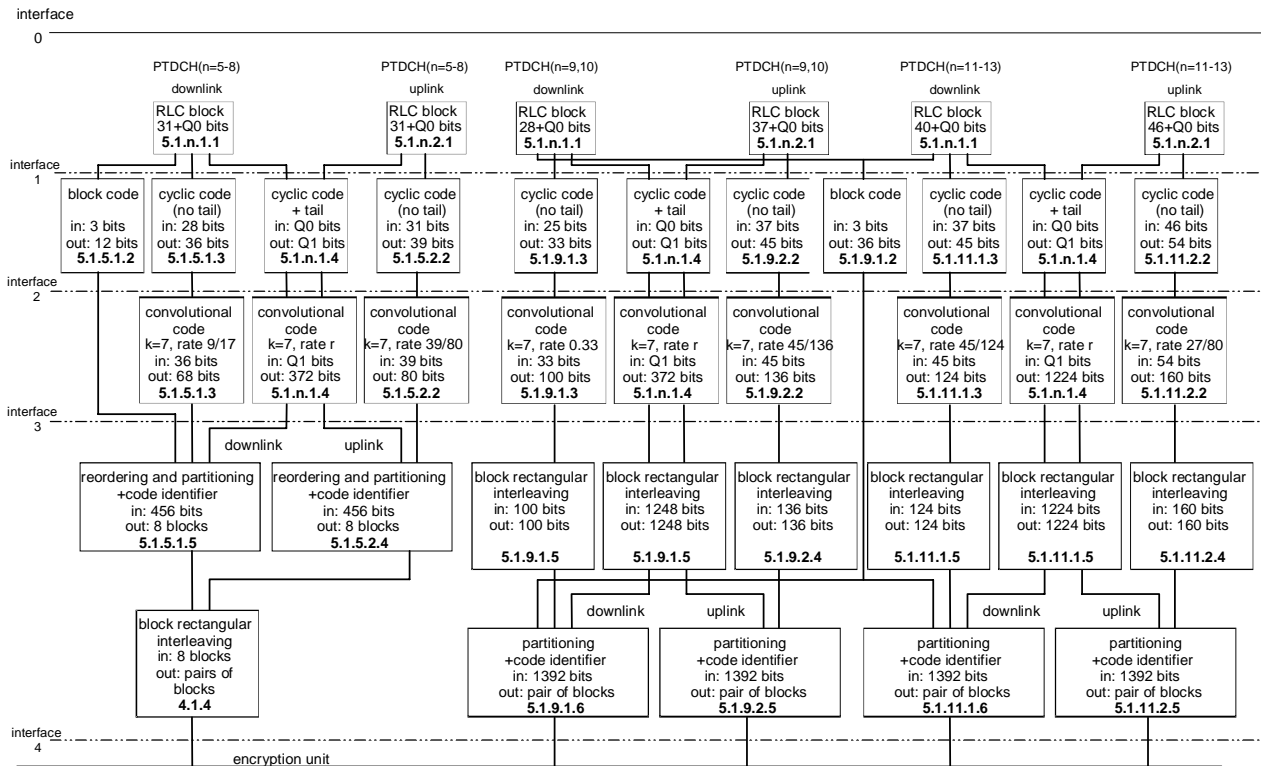 interface
0
PTDCH(n=5-8)
downlink
PTDCH(n=5-8)
uplink
PTDCH(n=9,10)
downlink
PTDCH(n=9,10)
uplink
PTDCH(n=11-13)
downlink
PTDCH(n=11-13)
uplink
RLC block
31+Q0 bits
5.1.n.1.1
RLC block
31+Q0 bits
5.1.n.2.1
RLC block
28+Q0 bits
5.1.n.1.1
RLC block
37+Q0 bits
5.1.n.2.1
RLC block
40+Q0 bits
5.1.n.1.1
RLC block
46+Q0 bits
5.1.n.2.1
interface
1
block code
in: 3 bits
out: 12 bits
5.1.5.1.2
cyclic code
(no tail)
in: 28 bits
out: 36 bits
5.1.5.1.3
cyclic code
+ tail
in: Q0 bits
out: Q1 bits
5.1.n.1.4
cyclic code
(no tail)
in: 31 bits
out: 39 bits
5.1.5.2.2
cyclic code
(no tail)
in: 25 bits
out: 33 bits
5.1.9.1.3
cyclic code
+ tail
in: Q0 bits
out: Q1 bits
5.1.n.1.4
cyclic code
(no tail)
in: 37 bits
out: 45 bits
5.1.9.2.2
block code
in: 3 bits
out: 36 bits
5.1.9.1.2
cyclic code
(no tail)
in: 37 bits
out: 45 bits
5.1.11.1.3
cyclic code
+ tail
in: Q0 bits
out: Q1 bits
5.1.n.1.4
cyclic code
(no tail)
in: 46 bits
out: 54 bits
5.1.11.2.2
interface
2
convolutional
code
k=7, rate 9/17
in: 36 bits
out: 68 bits
5.1.5.1.3
convolutional
code
k=7, rate r
in: Q1 bits
out: 372 bits
5.1.n.1.4
convolutional
code
k=7, rate 39/80
in: 39 bits
out: 80 bits
5.1.5.2.2
convolutional
code
k=7, rate 0.33
in: 33 bits
out: 100 bits
5.1.9.1.3
convolutional
code
k=7, rate r
in: Q1 bits
out: 372 bits
5.1.n.1.4
convolutional
code
k=7, rate 45/136
in: 45 bits
out: 136 bits
5.1.9.2.2
convolutional
code
k=7, rate 45/124
in: 45 bits
out: 124 bits
5.1.11.1.3
convolutional
code
k=7, rate r
in: Q1 bits
out: 1224 bits
5.1.n.1.4
convolutional
code
k=7, rate 27/80
in: 54 bits
out: 160 bits
5.1.11.2.2
interface
3
downlink
uplink
reordering and partitioning
+code identifier
in: 456 bits
out: 8 blocks
5.1.5.1.5
reordering and partitioning
+code identifier
in: 456 bits
out: 8 blocks
5.1.5.2.4
block rectangular
interleaving
in: 100 bits
out: 100 bits
5.1.9.1.5
block rectangular
interleaving
in: 1248 bits
out: 1248 bits
5.1.9.1.5
block rectangular
interleaving
in: 136 bits
out: 136 bits
5.1.9.2.4
block rectangular
interleaving
in: 124 bits
out: 124 bits
5.1.11.1.5
block rectangular
interleaving
in: 1224 bits
out: 1224 bits
5.1.11.1.5
block rectangular
interleaving
in: 160 bits
out: 160 bits
5.1.11.2.4
downlink
uplink
downlink
uplink
block rectangular
interleaving
in: 8 blocks
out: pairs of
blocks
4.1.4
partitioning
+code identifier
in: 1392 bits
out: pair of blocks
5.1.9.1.6
partitioning
+code identifier
in: 1392 bits
out: pair of blocks
5.1.9.2.5
partitioning
+code identifier
in: 1392 bits
out: pair of blocks
5.1.11.1.6
partitioning
+code identifier
in: 1392 bits
out: pair of blocks
5.1.11.2.5
interface
4
encryption unit